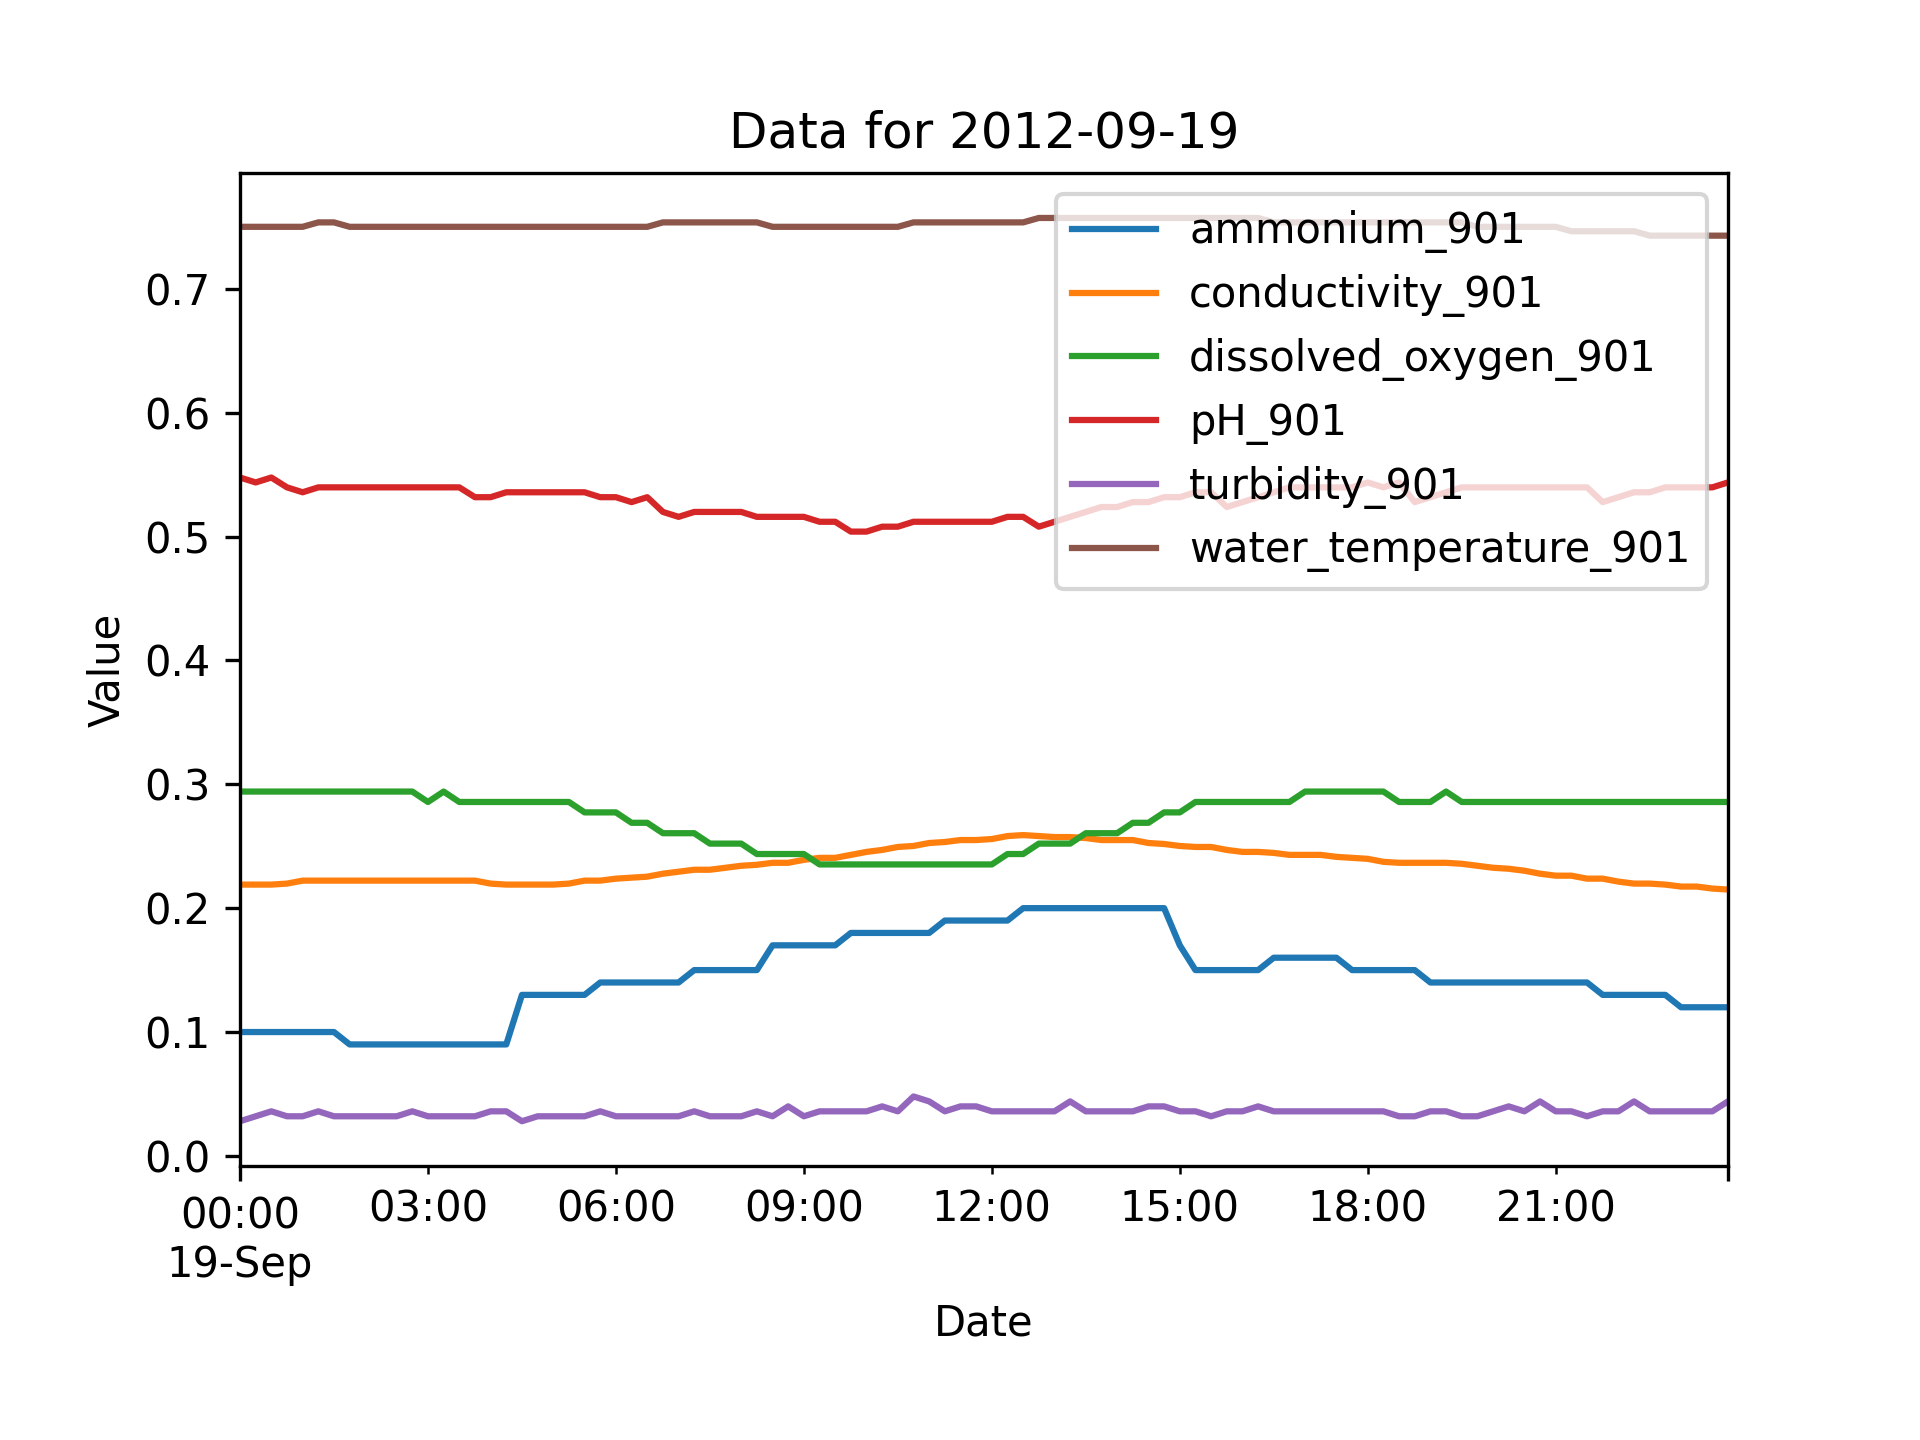 Data for 2012-09-19
ammonium_901
conductivity_901
dissolved_oxygen_901
pH_901
turbidity_901
water_temperature_901
Value
0.7
0.6
0.5
0.4
0.3
0.2
0.1
0.0
00:00 03:00 06:00 09:00 12:00 15:00 18:00 21:00
19-Sep
Date